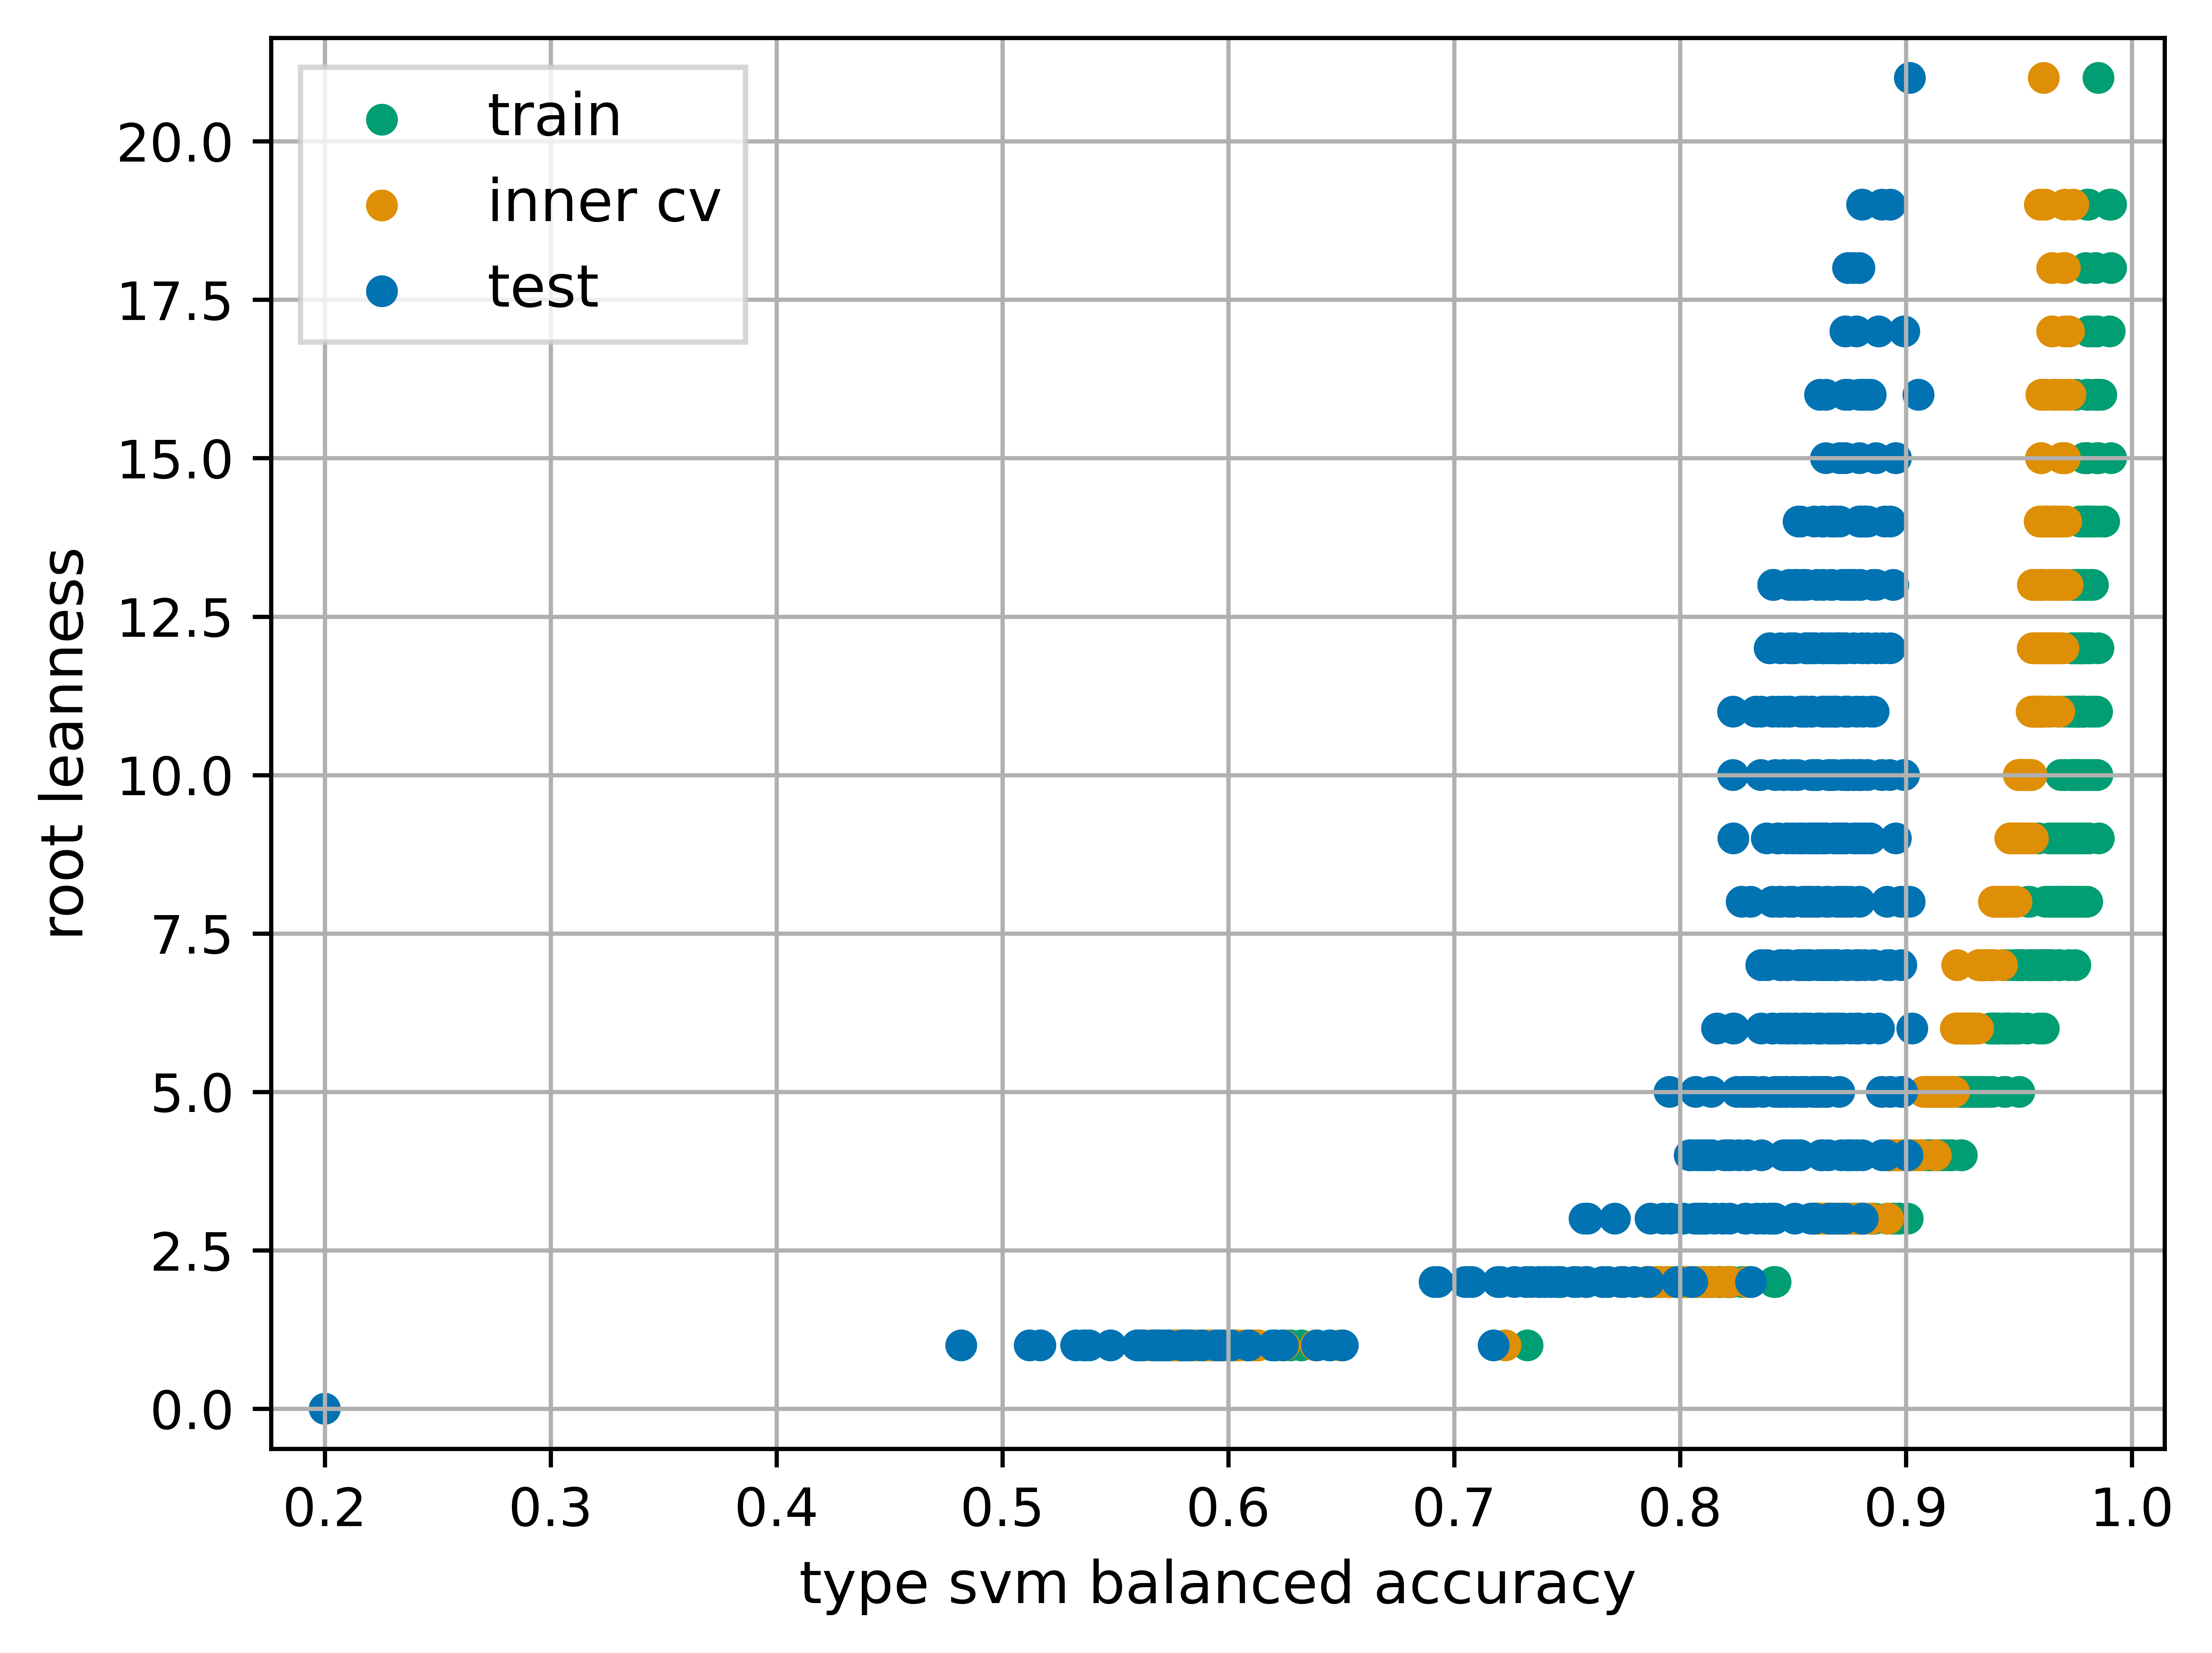 train
inner cv
test
20.0
17.5
15.0
12.5
10.0
7.5
5.0
2.5
0.0
root leanness
0.2 0.3 0.4 0.5 0.6 0.7 0.8 0.9 1.0
type svm balanced accuracy